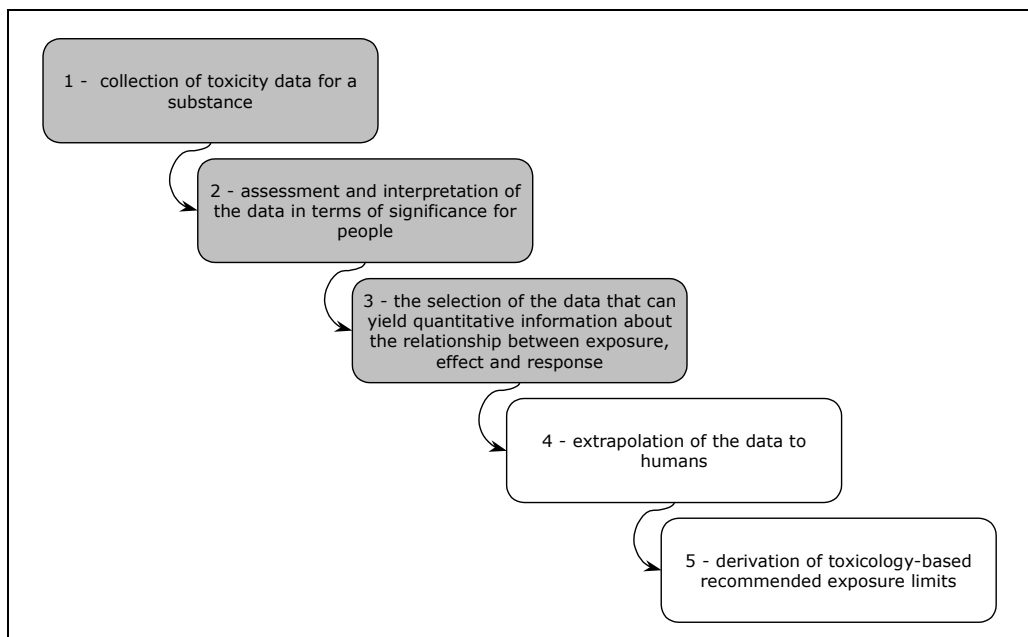 1 -  collection of toxicity data for a
substance
2 - assessment and interpretation of
the data in terms of significance for
people
3 - the selection of the data that can
yield quantitative information about
the relationship between exposure,
effect and response
4 - extrapolation of the data to
humans
5 - derivation of toxicology-based
recommended exposure limits